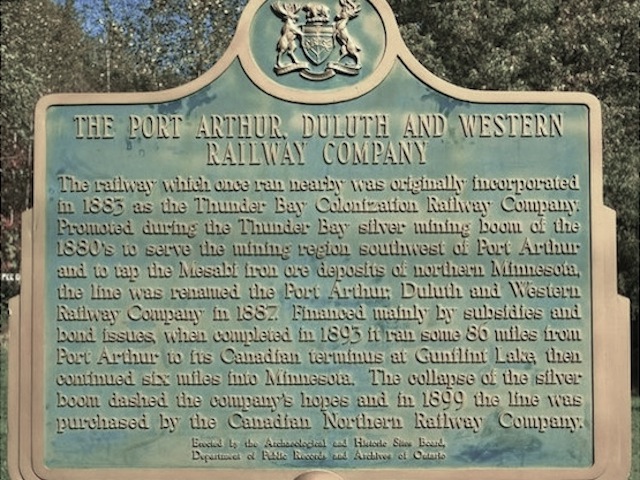 THE PORT ARTHUR, DULUTH AND WESTERN
RAILWAY COMPANY
The railway which once ran nearby was originally incorporated
in 1883 as the Thunder Bay Colonization Railway Company.
Promoted during the Thunder Bay silver mining boom of the
1880's to serve the mining region southwest of Port Arthur
and to tap the Mesabi iron ore deposits of northern Minnesota,
the line was renamed the Port Arthur, Duluth and Western
Railway Company in 1887. Financed mainly by subsidies and
bond issues, when completed in 1893 it ran some 86 miles from
Port Arthur to its Canadian terminus at Gunflint Lake, then
continued six miles into Minnesota. The collapse of the silver
boom dashed the company's hopes and in 1899 the line was
purchased by the Canadian Northern Railway Company.
Erected by the Archaeological and Historic Sites Board,
Department of Public Records and Archives of Ontario